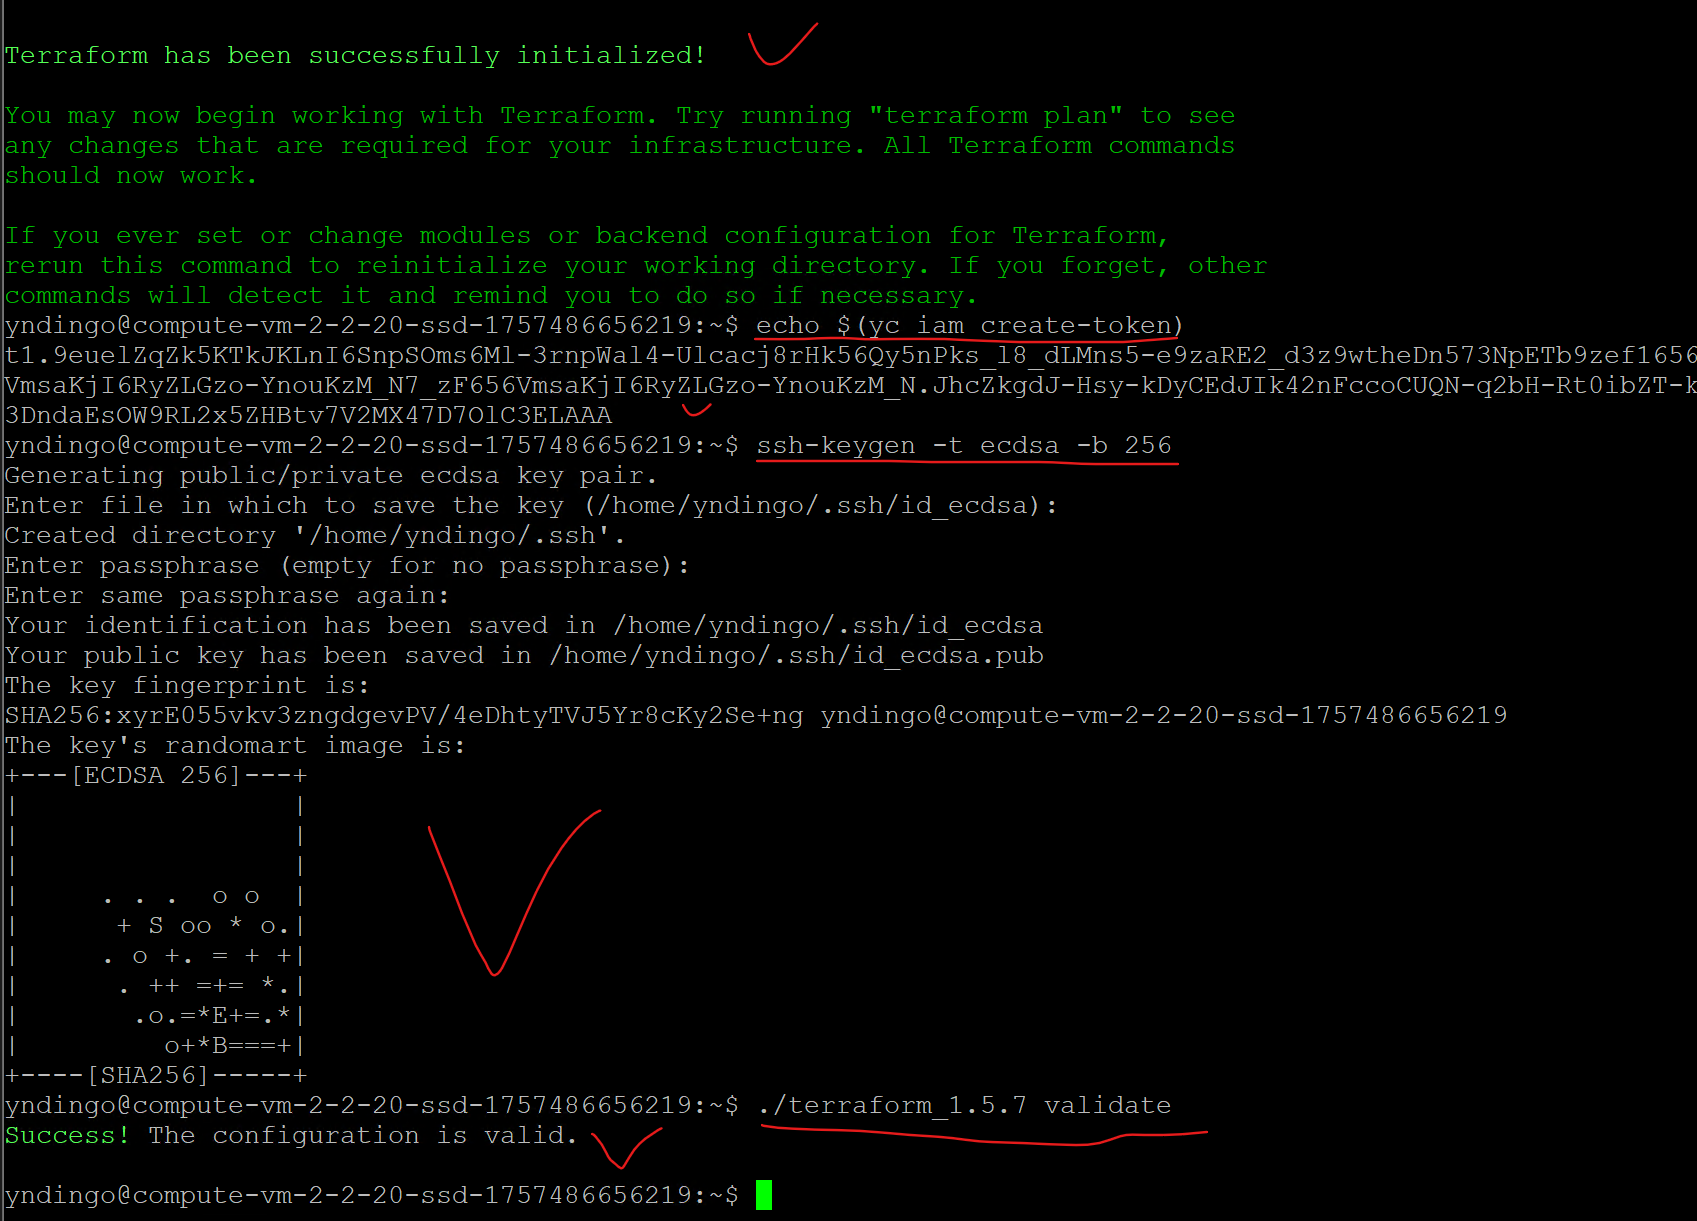 Terraform has been successfully initialized!
You may now begin working with Terraform. Try running "terraform plan" to see
any changes that are required for your infrastructure. All Terraform commands
should now work.
If you ever set or change modules or backend configuration for Terraform,
rerun this command to reinitialize your working directory. If you forget, other
commands will detect it and remind you to do so if necessary.
yndingo@compute-vm-2-2-20-ssd-1757486656219:~$ echo $(yc iam create-token)
t1.9euelZqZk5KTkJKLnI6SnpSOms6Ml-3rnpWal4-Ulcacj8rHk56Qy5nPks_l8_dLMns5-e9zaRE2_d3z9wtheDn573NpETb9zef1656
VmsaKjI6RyZLGzo-YnouKzM_N7_zF656VmsaKjI6RyZLGzo-YnouKzM_N.JhcZkgdJ-Hsy-kDyCEdJIk42nFccoCUQN-q2bH-Rt0ibZT-k
3DndaEsOW9RL2x5ZHBtv7V2MX47D7OlC3ELAAA
yndingo@compute-vm-2-2-20-ssd-1757486656219:~$ ssh-keygen -t ecdsa -b 256
Generating public/private ecdsa key pair.
Enter file in which to save the key (/home/yndingo/.ssh/id_ecdsa):
Created directory '/home/yndingo/.ssh'.
Enter passphrase (empty for no passphrase):
Enter same passphrase again:
Your identification has been saved in /home/yndingo/.ssh/id_ecdsa
Your public key has been saved in /home/yndingo/.ssh/id_ecdsa.pub
The key fingerprint is:
SHA256:xyrE055vkv3zngdgevPV/4eDhtyTVJ5Yr8cKy2Se+ng yndingo@compute-vm-2-2-20-ssd-1757486656219
The key's randomart image is:
+---[ECDSA 256]---+
|                 |
|                 |
|                 |
|     . . .  o o  |
|      + S oo * o.|
|     . o +. = + +|
|      . ++ =+= *.|
|       .o.=*E+=.*|
|         o+*B===+|
+----[SHA256]-----+
yndingo@compute-vm-2-2-20-ssd-1757486656219:~$ ./terraform_1.5.7 validate
Success! The configuration is valid.
yndingo@compute-vm-2-2-20-ssd-1757486656219:~$